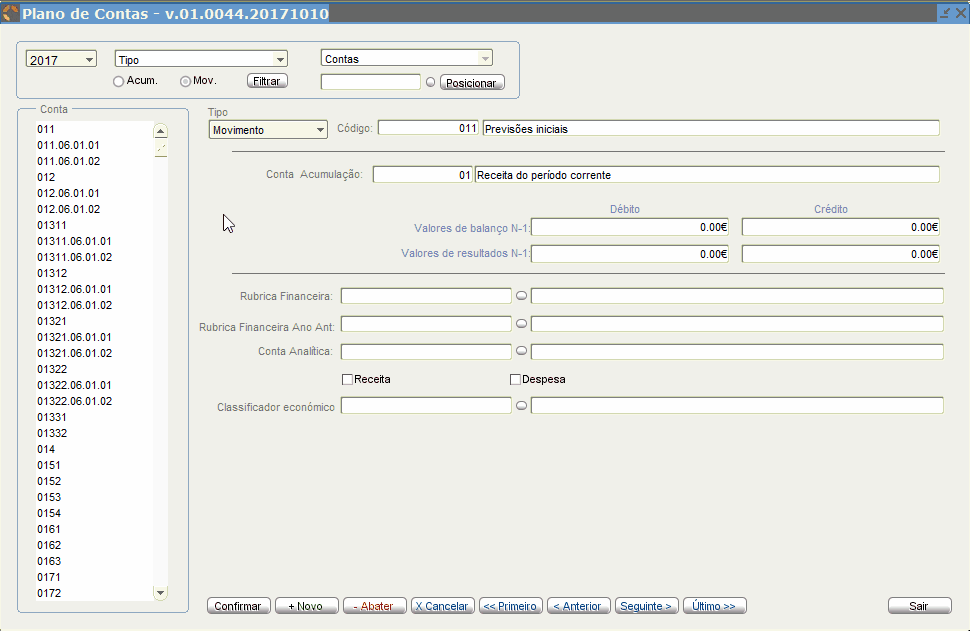 Plano de Contas - v.01.0044.20171010
2017 Tipo Contas
Acum. Mov. Filtrar Posicionar
Conta
011
011.06.01.01
011.06.01.02
012
012.06.01.01
012.06.01.02
01311
01311.06.01.01
01311.06.01.02
01312
01312.06.01.01
01312.06.01.02
01321
01321.06.01.01
01321.06.01.02
01322
01322.06.01.01
01322.06.01.02
01331
01332
014
0151
0152
0153
0154
0161
0162
0163
0171
0172
Tipo
Movimento Código: 011 Previsões iniciais
Conta Acumulação: 01 Receita do período corrente
Débito Crédito
Valores de balanço N-1: 0.00€ 0.00€
Valores de resultados N-1: 0.00€ 0.00€
Rubrica Financeira:
Rubrica Financeira Ano Ant:
Conta Analítica:
Receita Despesa
Classificador económico
Confirmar + Novo - Abater X Cancelar << Primeiro < Anterior Seguinte > Último >> Sair